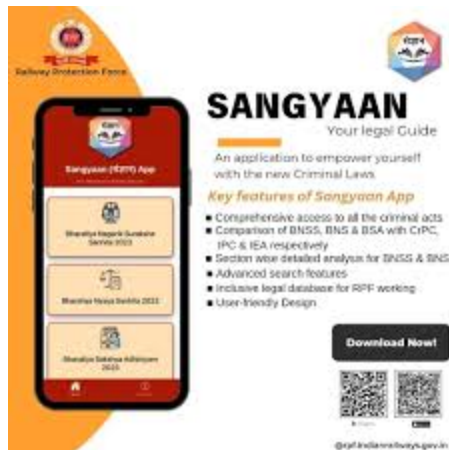 Railway Protection Force
संज्ञान
SANGYAAN
Your legal Guide
An application to empower yourself
with the new Criminal Laws
Key features of Sangyaan App
Comprehensive access to all the criminal acts
Comparison of BNSS, BNS & BSA with CrPC,
IPC & IEA respectively
Section wise detailed analysis for BNSS & BNS
Advanced search features
Inclusive legal database for RPF working
User-friendly Design
Sangyaan (संज्ञान) App
Bharatiya Nagarik Suraksha
Sanhita 2023
Bharatiya Nyaya Sanhita 2023
Bharatiya Sakshya Adhiniyam
2023
Download Now!
@rpf.indianrailways.gov.in